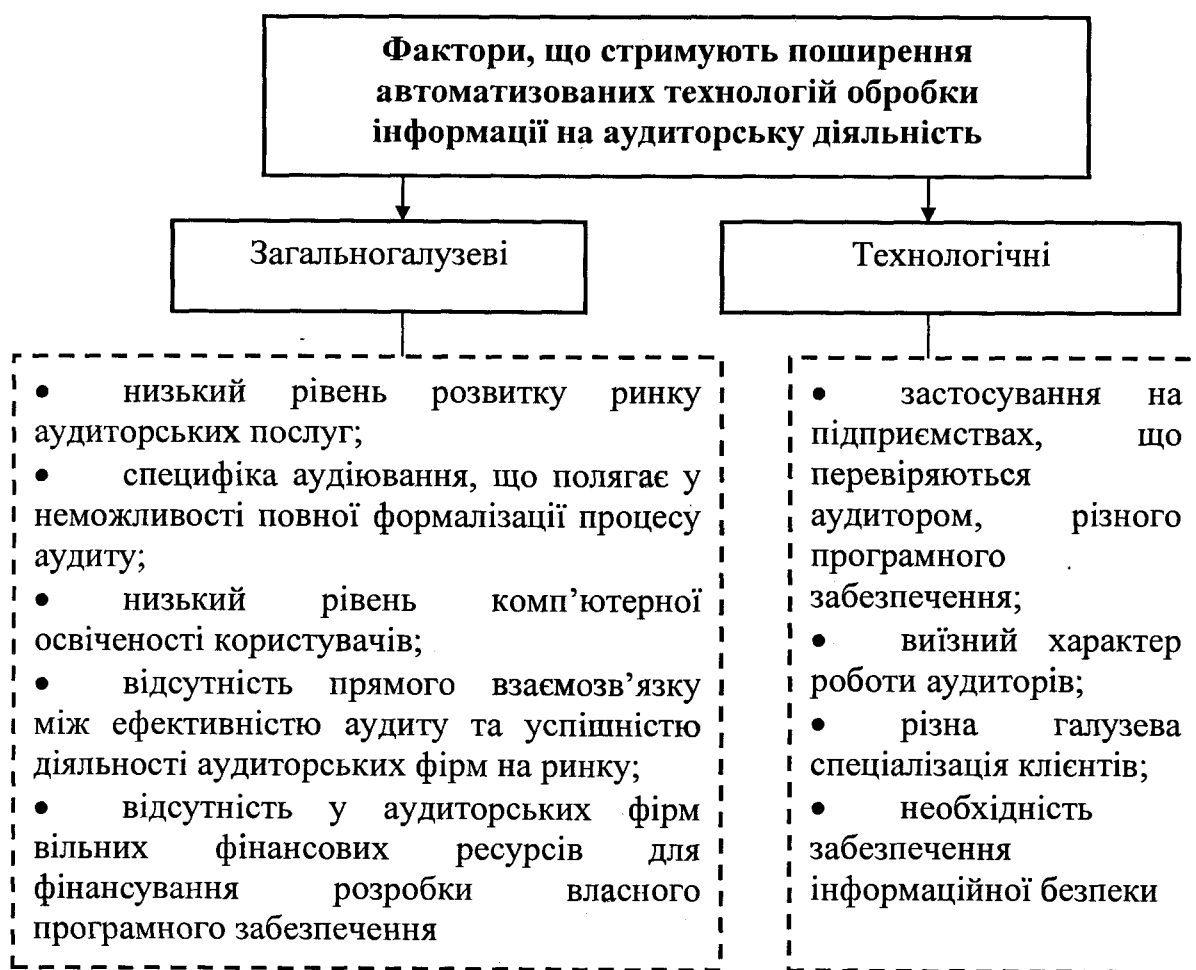 Фактори, що стримують поширення
автоматизованих технологій обробки
інформації на аудиторську діяльність
Загальногалузеві
Технологічні
• низький рівень розвитку ринку
аудиторських послуг;
• специфіка аудіювання, що полягає у
неможливості повної формалізації процесу
аудиту;
• низький рівень комп’ютерної
освіченості користувачів;
• відсутність прямого взаємозв’язку
між ефективністю аудиту та успішністю
діяльності аудиторських фірм на ринку;
• відсутність у аудиторських фірм
вільних фінансових ресурсів для
фінансування розробки власного
програмного забезпечення
• застосування на
підприємствах, що
перевіряються
аудитором, різного
програмного
забезпечення;
• виїзний характер
роботи аудиторів;
• різна галузева
спеціалізація клієнтів;
• необхідність
забезпечення
інформаційної безпеки